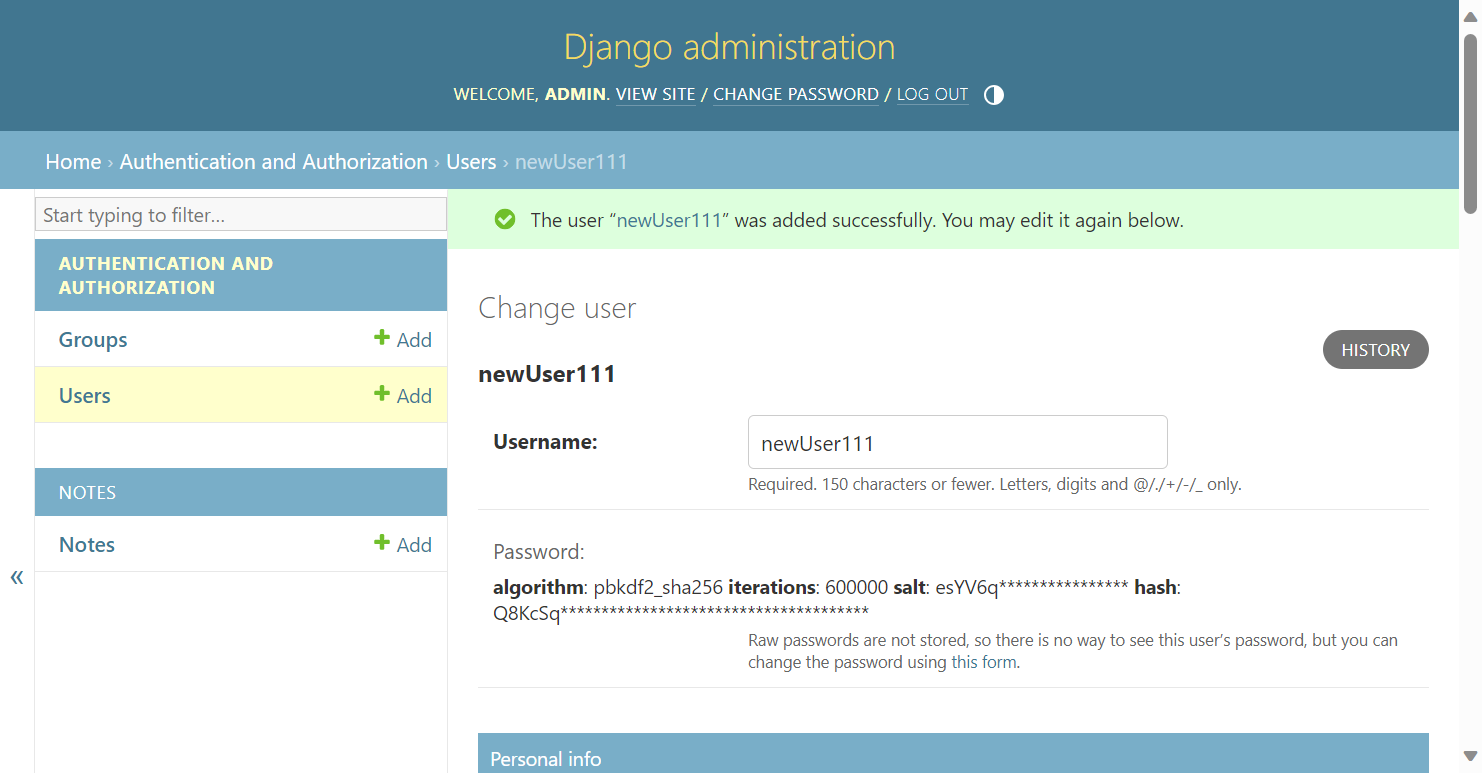 Django administration
WELCOME, ADMIN. VIEW SITE / CHANGE PASSWORD / LOG OUT
Home › Authentication and Authorization › Users › newUser111
Start typing to filter...
AUTHENTICATION AND
AUTHORIZATION
Groups
Add
Users
Add
NOTES
Notes
Add
«
The user “newUser111” was added successfully. You may edit it again below.
Change user
HISTORY
newUser111
Username:
newUser111
Required. 150 characters or fewer. Letters, digits and @/./+/-/_ only.
Password:
algorithm: pbkdf2_sha256 iterations: 600000 salt: esYV6q**************** hash:
Q8KcSq**************************************
Raw passwords are not stored, so there is no way to see this user’s password, but you can
change the password using this form.
Personal info